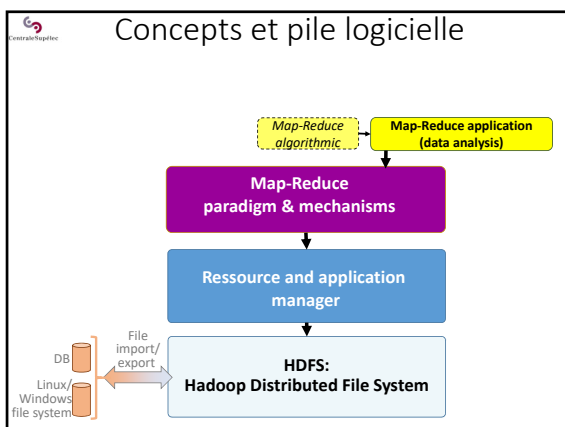 CentraleSupélec
Concepts et pile logicielle
Map-Reduce
algorithmic
Map-Reduce application
(data analysis)
Map-Reduce
paradigm & mechanisms
Ressource and application
manager
File
import/
export
DB
Linux/
Windows
file system
HDFS:
Hadoop Distributed File System